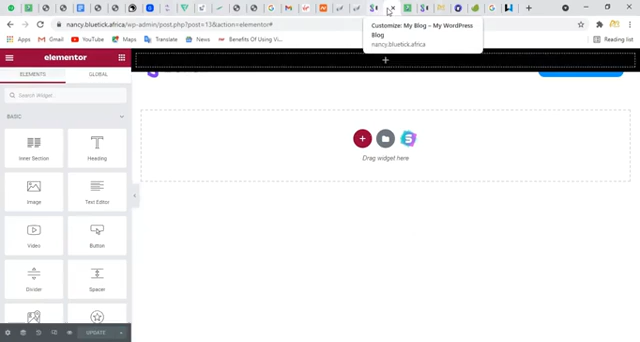 Customize: My Blog – My WordPress
Blog
nancy.bluetick.africa
nancy.bluetick.africa/wp-admin/post.php?post=13&action=elementor#
Apps
Gmail
YouTube
Maps
Translate
News
Benefits Of Using Vi...
Reading list
elementor
ELEMENTS
GLOBAL
Search Widget...
BASIC
Inner Section
Heading
Image
Text Editor
Video
Button
Divider
Spacer
UPDATE
Drag widget here